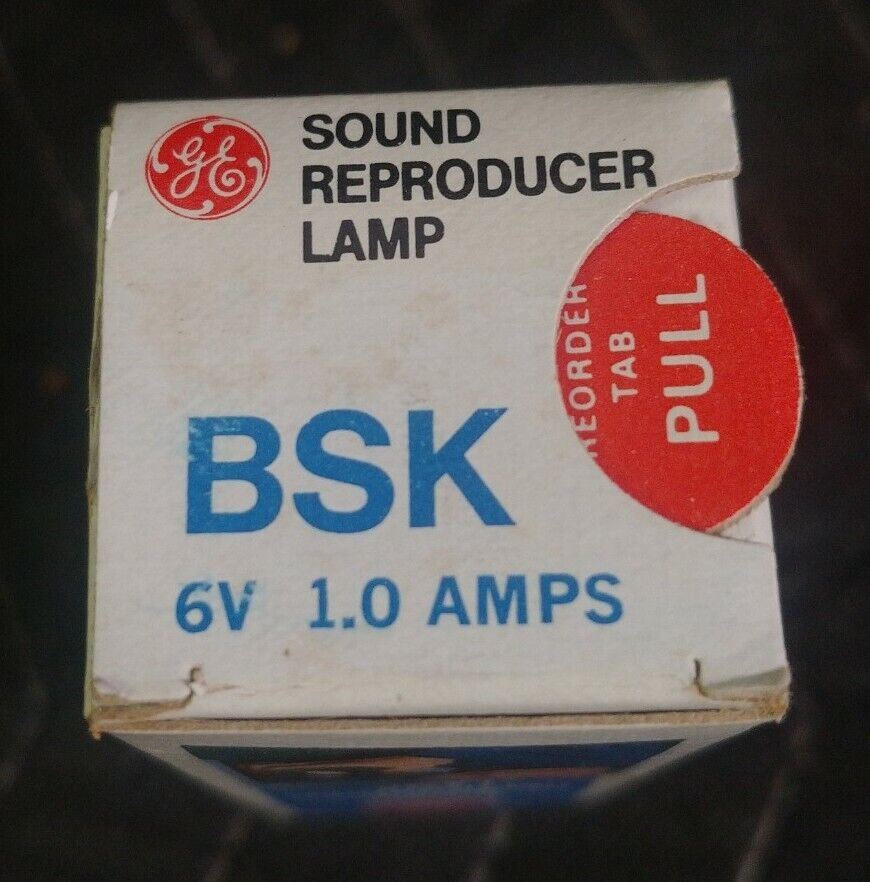 GE
SOUND
REPRODUCER
LAMP
REORDER
TAB
PULL
BSK
6V 1.0 AMPS